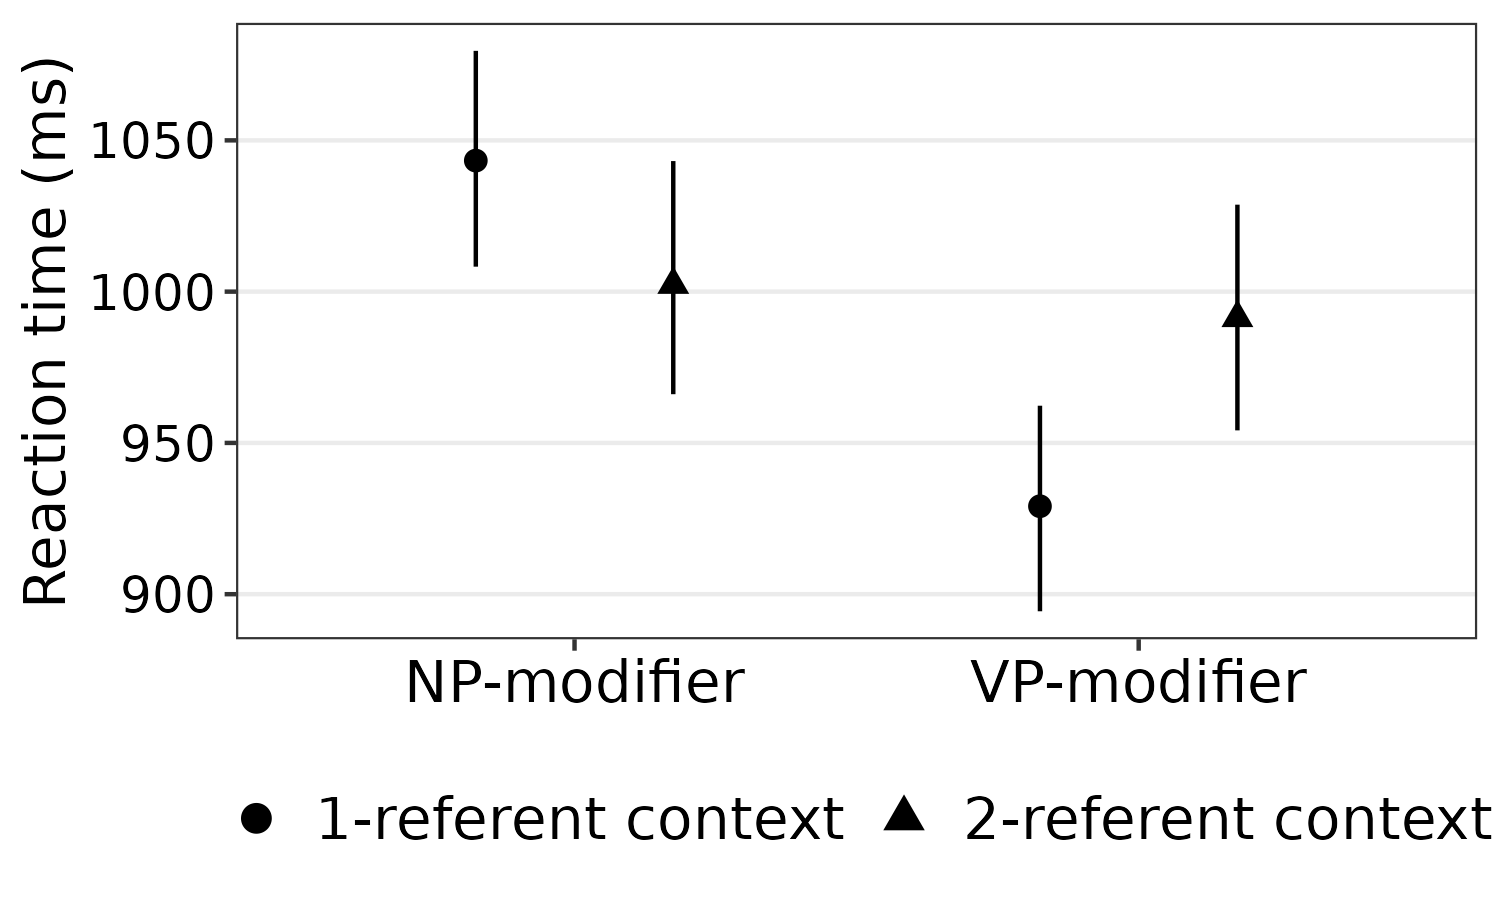 Reaction time (ms)
1050
1000
950
900
NP-modifier VP-modifier
1-referent context 2-referent context